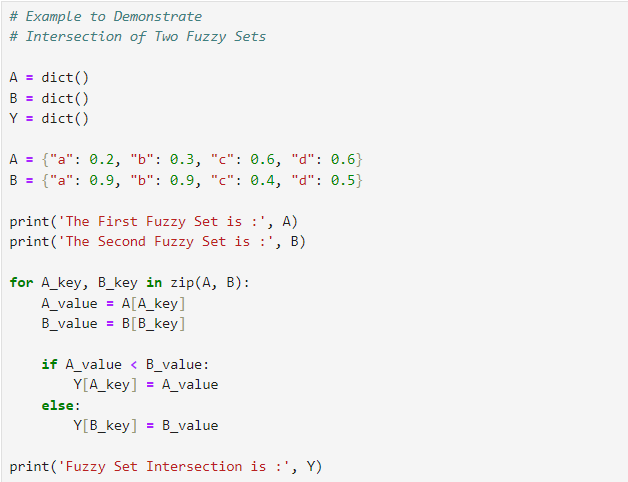 # Example to Demonstrate
# Intersection of Two Fuzzy Sets

A = dict()
B = dict()
Y = dict()

A = {"a": 0.2, "b": 0.3, "c": 0.6, "d": 0.6}
B = {"a": 0.9, "b": 0.9, "c": 0.4, "d": 0.5}

print('The First Fuzzy Set is :', A)
print('The Second Fuzzy Set is :', B)

for A_key, B_key in zip(A, B):
    A_value = A[A_key]
    B_value = B[B_key]

    if A_value < B_value:
        Y[A_key] = A_value
    else:
        Y[B_key] = B_value

print('Fuzzy Set Intersection is :', Y)